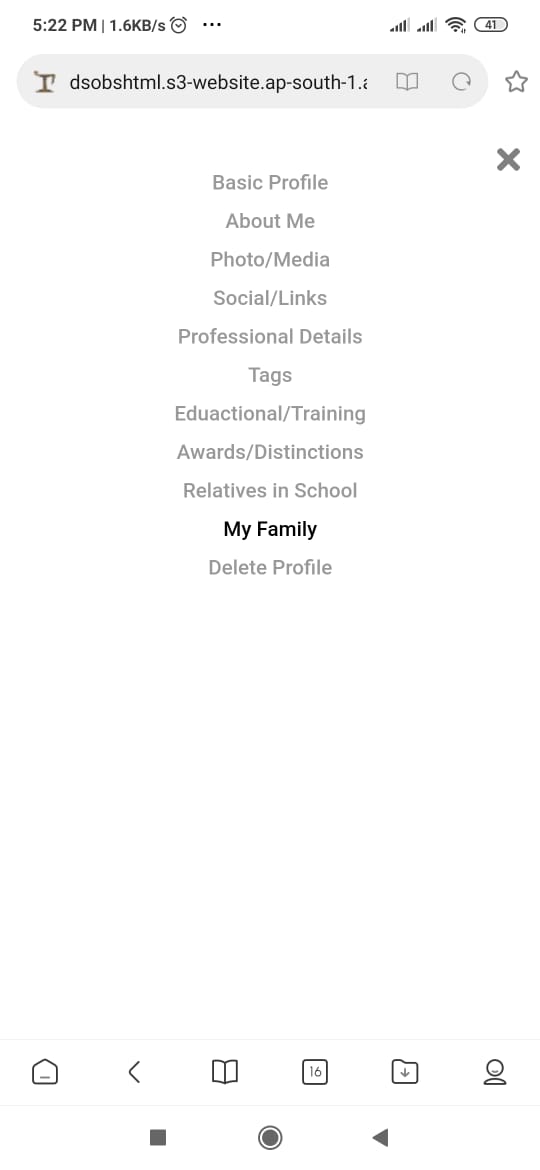 5:22 PM | 1.6KB/s ... 41
dsobshtml.s3-website.ap-south-1.a
Basic Profile
About Me
Photo/Media
Social/Links
Professional Details
Tags
Eduactional/Training
Awards/Distinctions
Relatives in School
My Family
Delete Profile
16